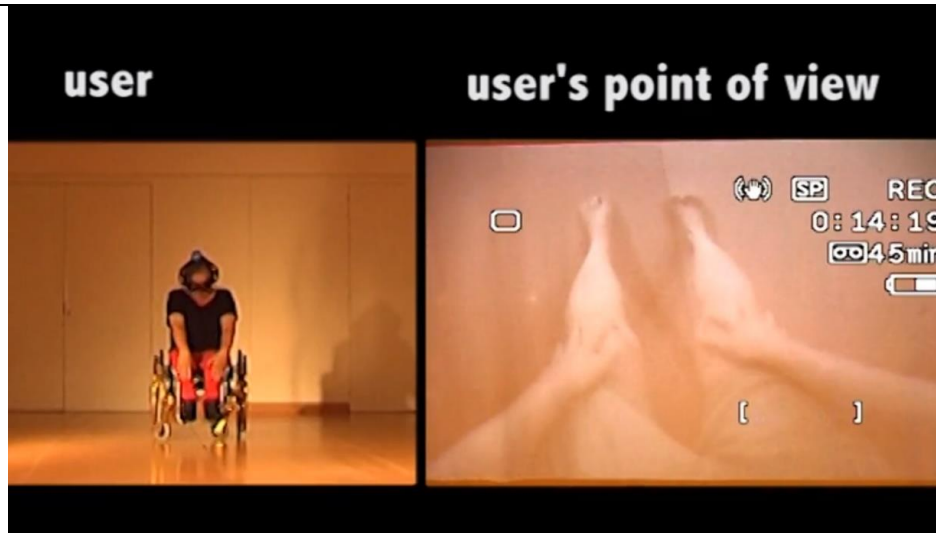 user
user's point of view
SP REC
0:14:19
45min
[ ]